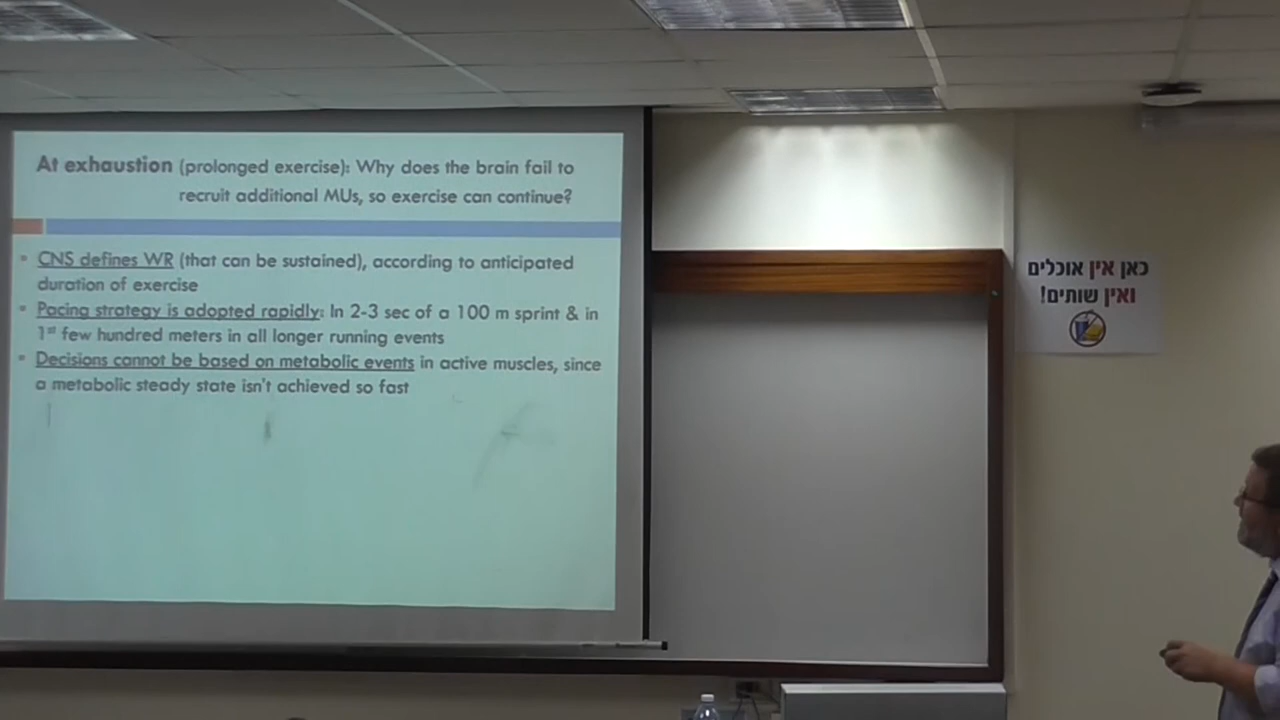 At exhaustion (prolonged exercise): Why does the brain fail to
recruit additional MUs, so exercise can continue?
CNS defines WR (that can be sustained), according to anticipated
duration of exercise
Pacing strategy is adopted rapidly: In 2-3 sec of a 100 m sprint & in
1st few hundred meters in all longer running events
Decisions cannot be based on metabolic events in active muscles, since
a metabolic steady state isn't achieved so fast
כאן אין אוכלים
ואין שותים!